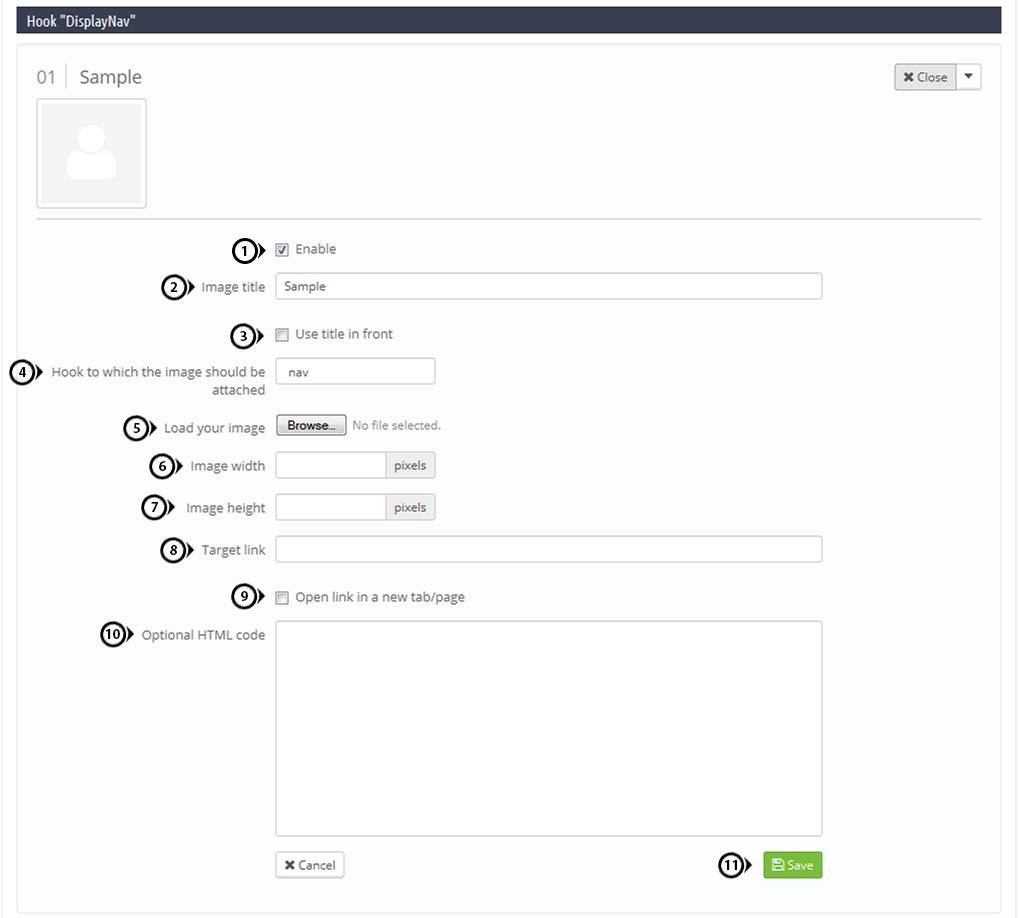 Hook "DisplayNav"
01 Sample
Close
1 Enable
2 Image title Sample
3 Use title in front
4 Hook to which the image should be attached nav
5 Load your image Browse... No file selected.
6 Image width pixels
7 Image height pixels
8 Target link
9 Open link in a new tab/page
10 Optional HTML code
Cancel 11 Save